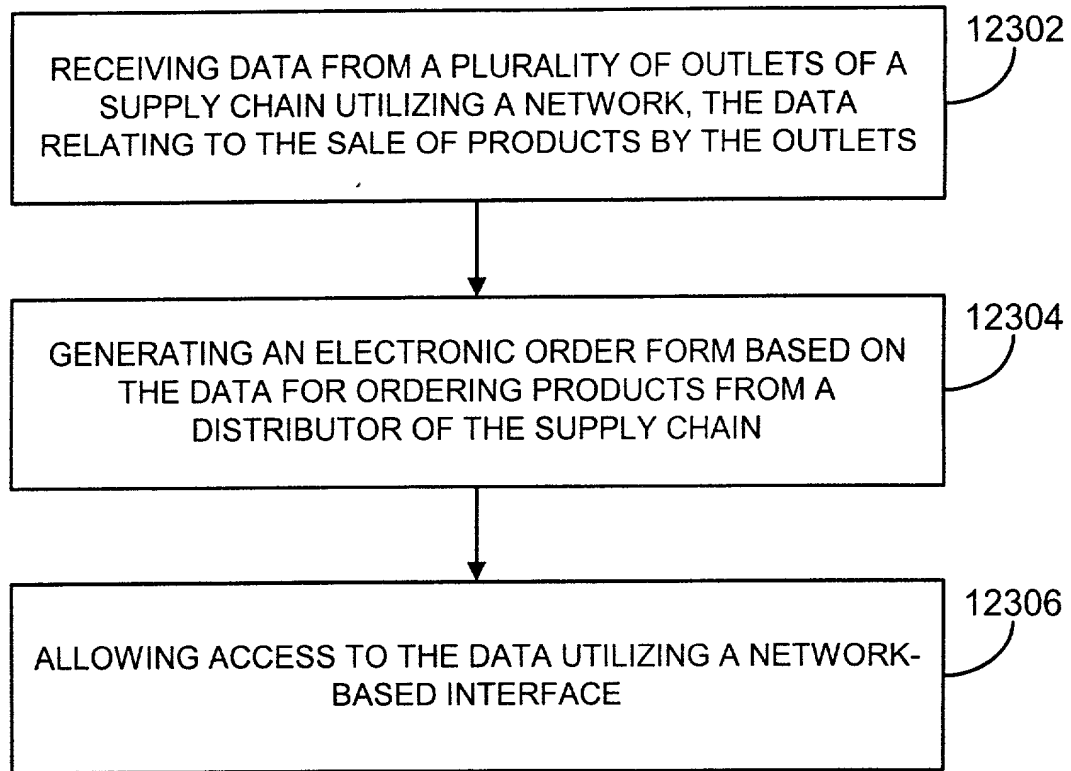 12302
RECEIVING DATA FROM A PLURALITY OF OUTLETS OF A
SUPPLY CHAIN UTILIZING A NETWORK, THE DATA
RELATING TO THE SALE OF PRODUCTS BY THE OUTLETS
12304
GENERATING AN ELECTRONIC ORDER FORM BASED ON
THE DATA FOR ORDERING PRODUCTS FROM A
DISTRIBUTOR OF THE SUPPLY CHAIN
12306
ALLOWING ACCESS TO THE DATA UTILIZING A NETWORK-
BASED INTERFACE